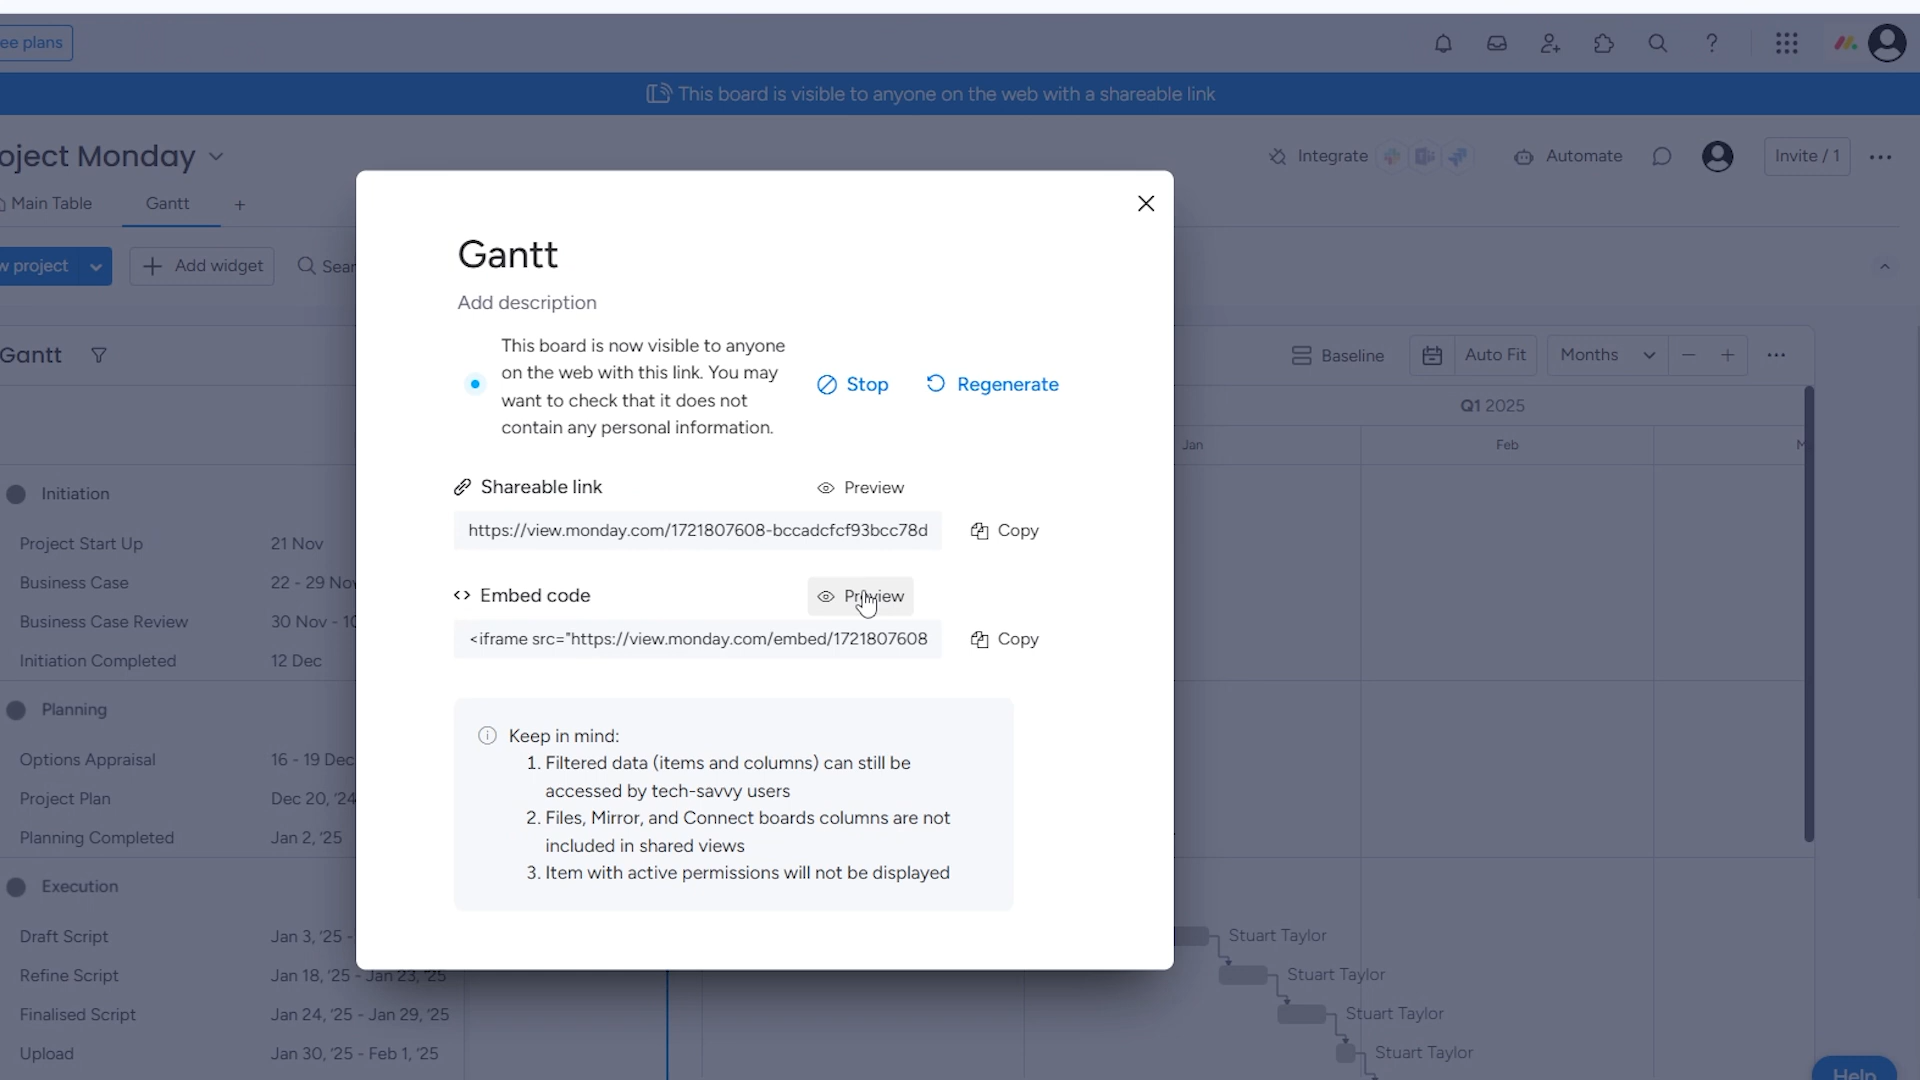 ee plans
This board is visible to anyone on the web with a shareable link
oject Monday
Integrate
Automate
Invite / 1
Main Table
Gantt
w project
Add widget
Sear
Gantt
Baseline
Auto Fit
Months
Q1 2025
Jan
Feb
M
Initiation
Project Start Up
21 Nov
Business Case
22 - 29 Nov
Business Case Review
30 Nov - 10
Initiation Completed
12 Dec
Planning
Options Appraisal
16 - 19 Dec
Project Plan
Dec 20, '24
Planning Completed
Jan 2, '25
Execution
Draft Script
Jan 3, '25 -
Refine Script
Jan 18, '25 - Jan 23, '25
Finalised Script
Jan 24, '25 - Jan 29, '25
Upload
Jan 30, '25 - Feb 1, '25
Gantt
Add description
This board is now visible to anyone
on the web with this link. You may
want to check that it does not
contain any personal information.
Stop
Regenerate
Shareable link
Preview
https://view.monday.com/1721807608-bccadcfcf93bcc78d
Copy
Embed code
Preview
<iframe src="https://view.monday.com/embed/1721807608
Copy
Keep in mind:
1. Filtered data (items and columns) can still be
accessed by tech-savvy users
2. Files, Mirror, and Connect boards columns are not
included in shared views
3. Item with active permissions will not be displayed
Stuart Taylor
Stuart Taylor
Stuart Taylor
Stuart Taylor
Help